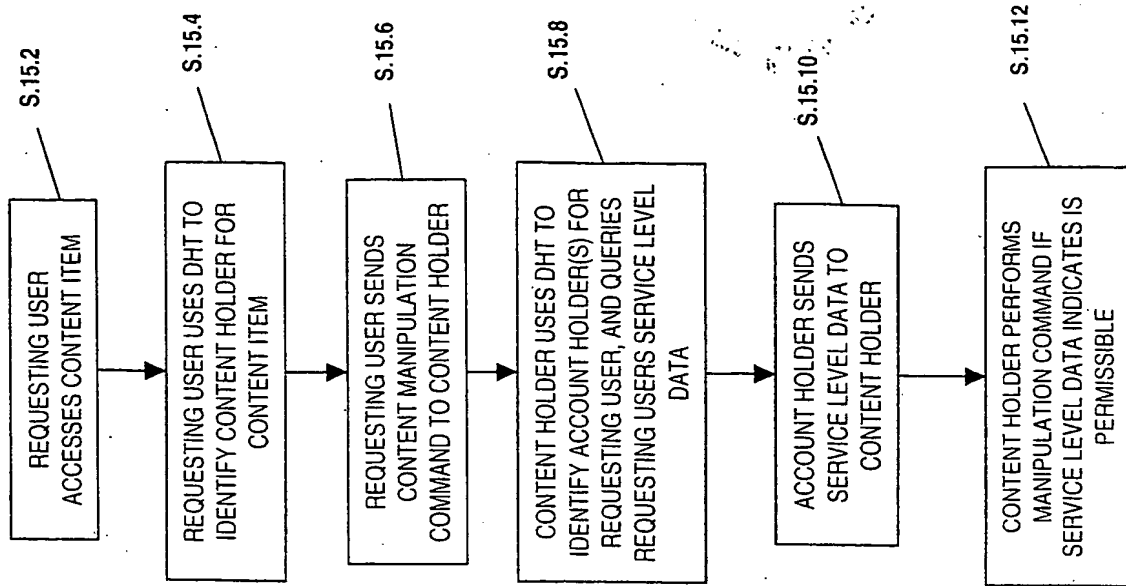 S.15.2
REQUESTING USER
ACCESSES CONTENT ITEM
S.15.4
REQUESTING USER USES DHT TO
IDENTIFY CONTENT HOLDER FOR
CONTENT ITEM
S.15.6
REQUESTING USER SENDS
CONTENT MANIPULATION
COMMAND TO CONTENT HOLDER
S.15.8
CONTENT HOLDER USES DHT TO
IDENTIFY ACCOUNT HOLDER(S) FOR
REQUESTING USER, AND QUERIES
REQUESTING USERS SERVICE LEVEL
DATA
S.15.10
ACCOUNT HOLDER SENDS
SERVICE LEVEL DATA TO
CONTENT HOLDER
S.15.12
CONTENT HOLDER PERFORMS
MANIPULATION COMMAND IF
SERVICE LEVEL DATA INDICATES IS
PERMISSIBLE